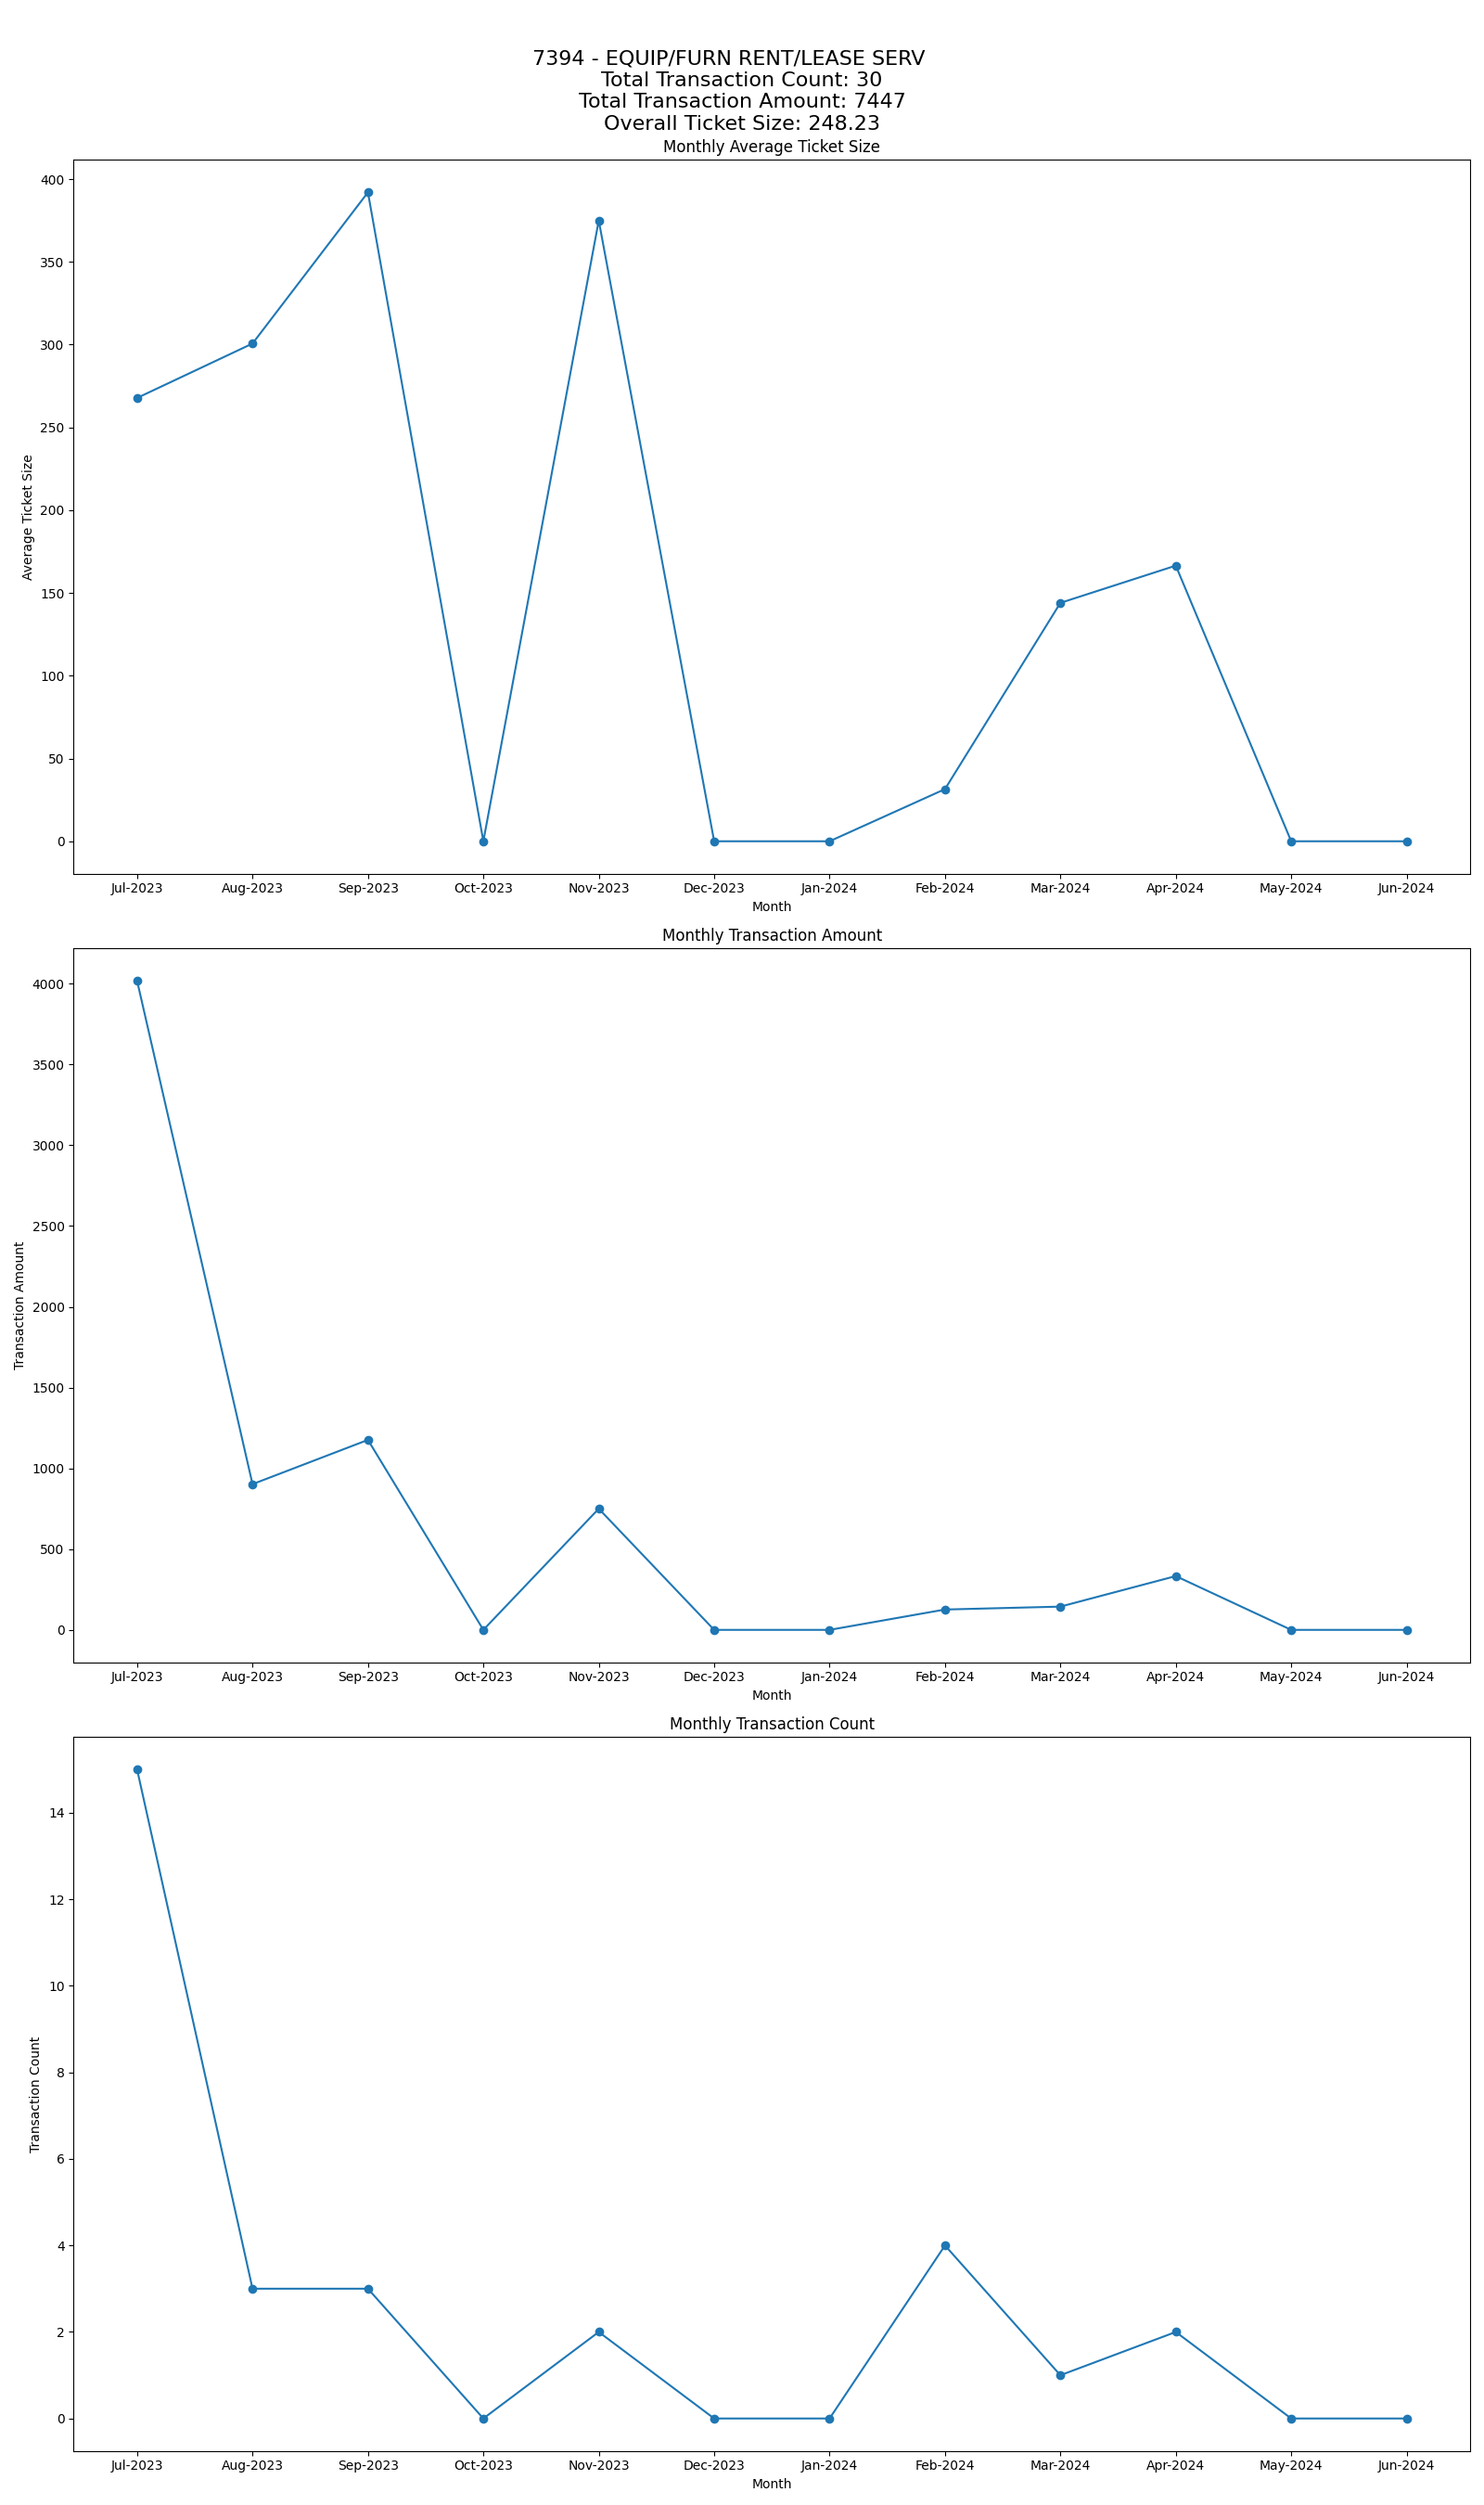 7394 - EQUIP/FURN RENT/LEASE SERV
Total Transaction Count: 30
Total Transaction Amount: 7447
Overall Ticket Size: 248.23
Monthly Average Ticket Size
400
350
300
250
200
150
100
50
0
Average Ticket Size
Jul-2023 Aug-2023 Sep-2023 Oct-2023 Nov-2023 Dec-2023 Jan-2024 Feb-2024 Mar-2024 Apr-2024 May-2024 Jun-2024
Month
Monthly Transaction Amount
4000
3500
3000
2500
2000
1500
1000
500
0
Transaction Amount
Jul-2023 Aug-2023 Sep-2023 Oct-2023 Nov-2023 Dec-2023 Jan-2024 Feb-2024 Mar-2024 Apr-2024 May-2024 Jun-2024
Month
Monthly Transaction Count
14
12
10
8
6
4
2
0
Transaction Count
Jul-2023 Aug-2023 Sep-2023 Oct-2023 Nov-2023 Dec-2023 Jan-2024 Feb-2024 Mar-2024 Apr-2024 May-2024 Jun-2024
Month